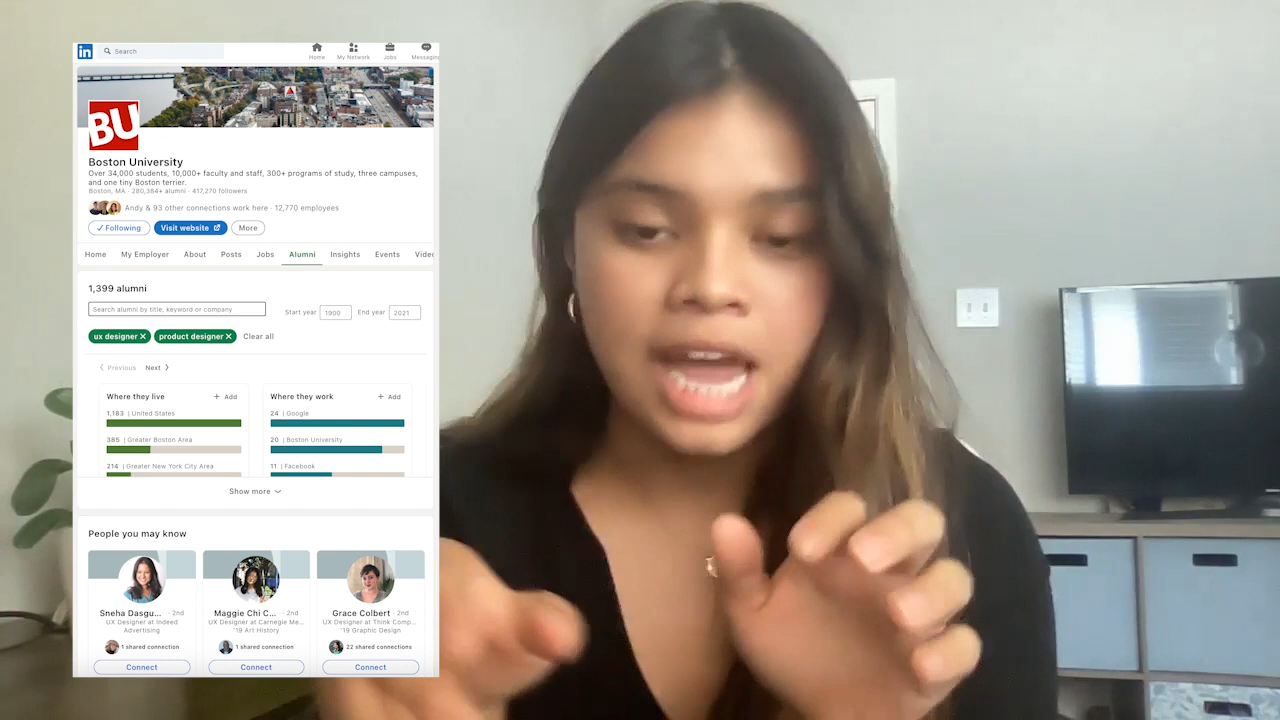 in
Search
Home
My Network
Jobs
Messaging
BU
Boston University
Over 34,000 students, 10,000+ faculty and staff, 300+ programs of study, three campuses,
and one tiny Boston terrier.
Boston, MA · 280,384+ alumni · 417,270 followers
Andy & 93 other connections work here · 12,770 employees
Following
Visit website
More
Home
My Employer
About
Posts
Jobs
Alumni
Insights
Events
Video
1,399 alumni
Search alumni by title, keyword or company
Start year 1900 End year 2021
ux designer
product designer
Clear all
Previous
Next
Where they live
+ Add
1,183 | United States
385 | Greater Boston Area
214 | Greater New York City Area
Where they work
+ Add
24 | Google
20 | Boston University
11 | Facebook
Show more
People you may know
Sneha Dasgu... · 2nd
UX Designer at Indeed
Advertising
1 shared connection
Connect
Maggie Chi C... · 2nd
UX Designer at Carnegie Me...
'19 Art History
1 shared connection
Connect
Grace Colbert · 2nd
UX Designer at Think Comp...
'19 Graphic Design
22 shared connections
Connect